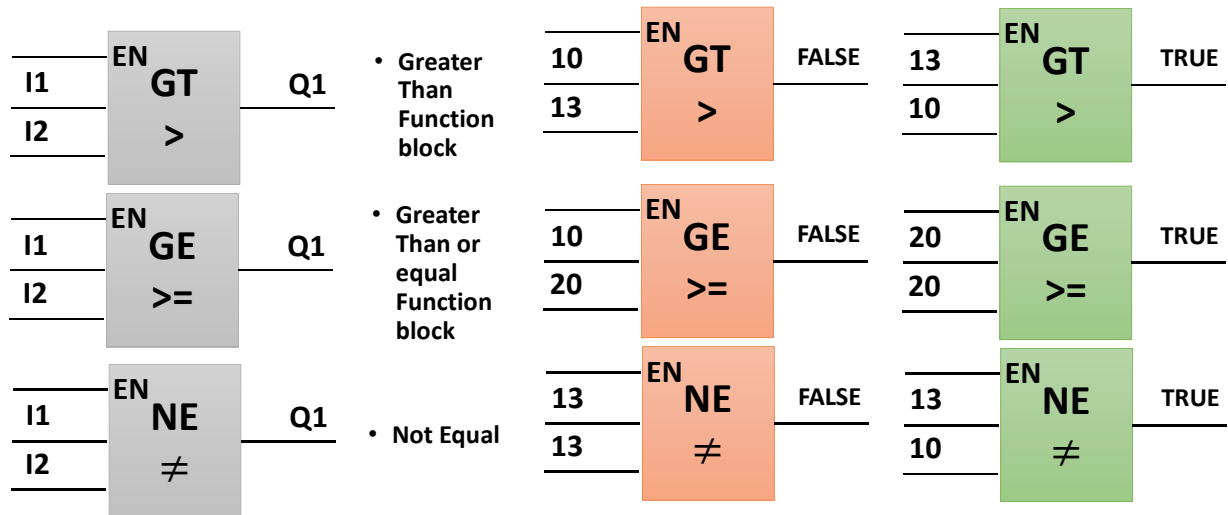 EN
GT
>
I1
I2
Q1
• Greater
Than
Function
block
EN
GT
>
10
13
FALSE
EN
GT
>
13
10
TRUE
EN
GE
>=
I1
I2
Q1
• Greater
Than or
equal
Function
block
EN
GE
>=
10
20
FALSE
EN
GE
>=
20
20
TRUE
EN
NE
≠
I1
I2
Q1
• Not Equal
EN
NE
≠
13
13
FALSE
EN
NE
≠
13
10
TRUE